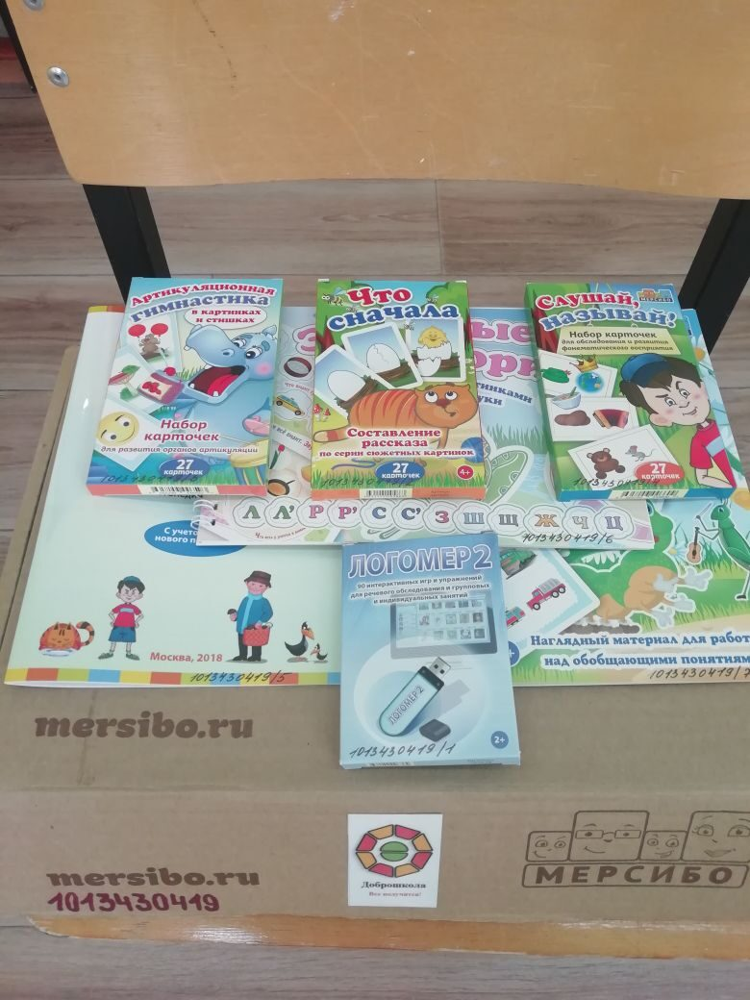 Артикуляционная
гимнастика
в картинках
и стишках
Набор
карточек
для развития органов артикуляции
27
карточек
Что
сначала
Составление
рассказа
по серии сюжетных картинок
27
карточек
4+
1013430419/2
МЕРСИБО
Слушай,
называй!
Набор карточек
для обследования и развития
фонематического восприятия
27
карточек
Л Л' Р Р' С С' З Ш Щ Ж Ч Ц
1013430419/6
С учето
нового п
Москва, 2018
1013430419/5
ЛОГОМЕР 2
90 интерактивных игр и упражнений
для речевого обследования и групповых
и индивидуальных занятий
ЛОГОМЕР 2
2+
1013430419/1
Наглядный материал для работ
над обобщающими понятиям
1013430419/7
mersibo.ru
mersibo.ru
1013430419
Доброшкола
Все получится!
МЕРСИБО